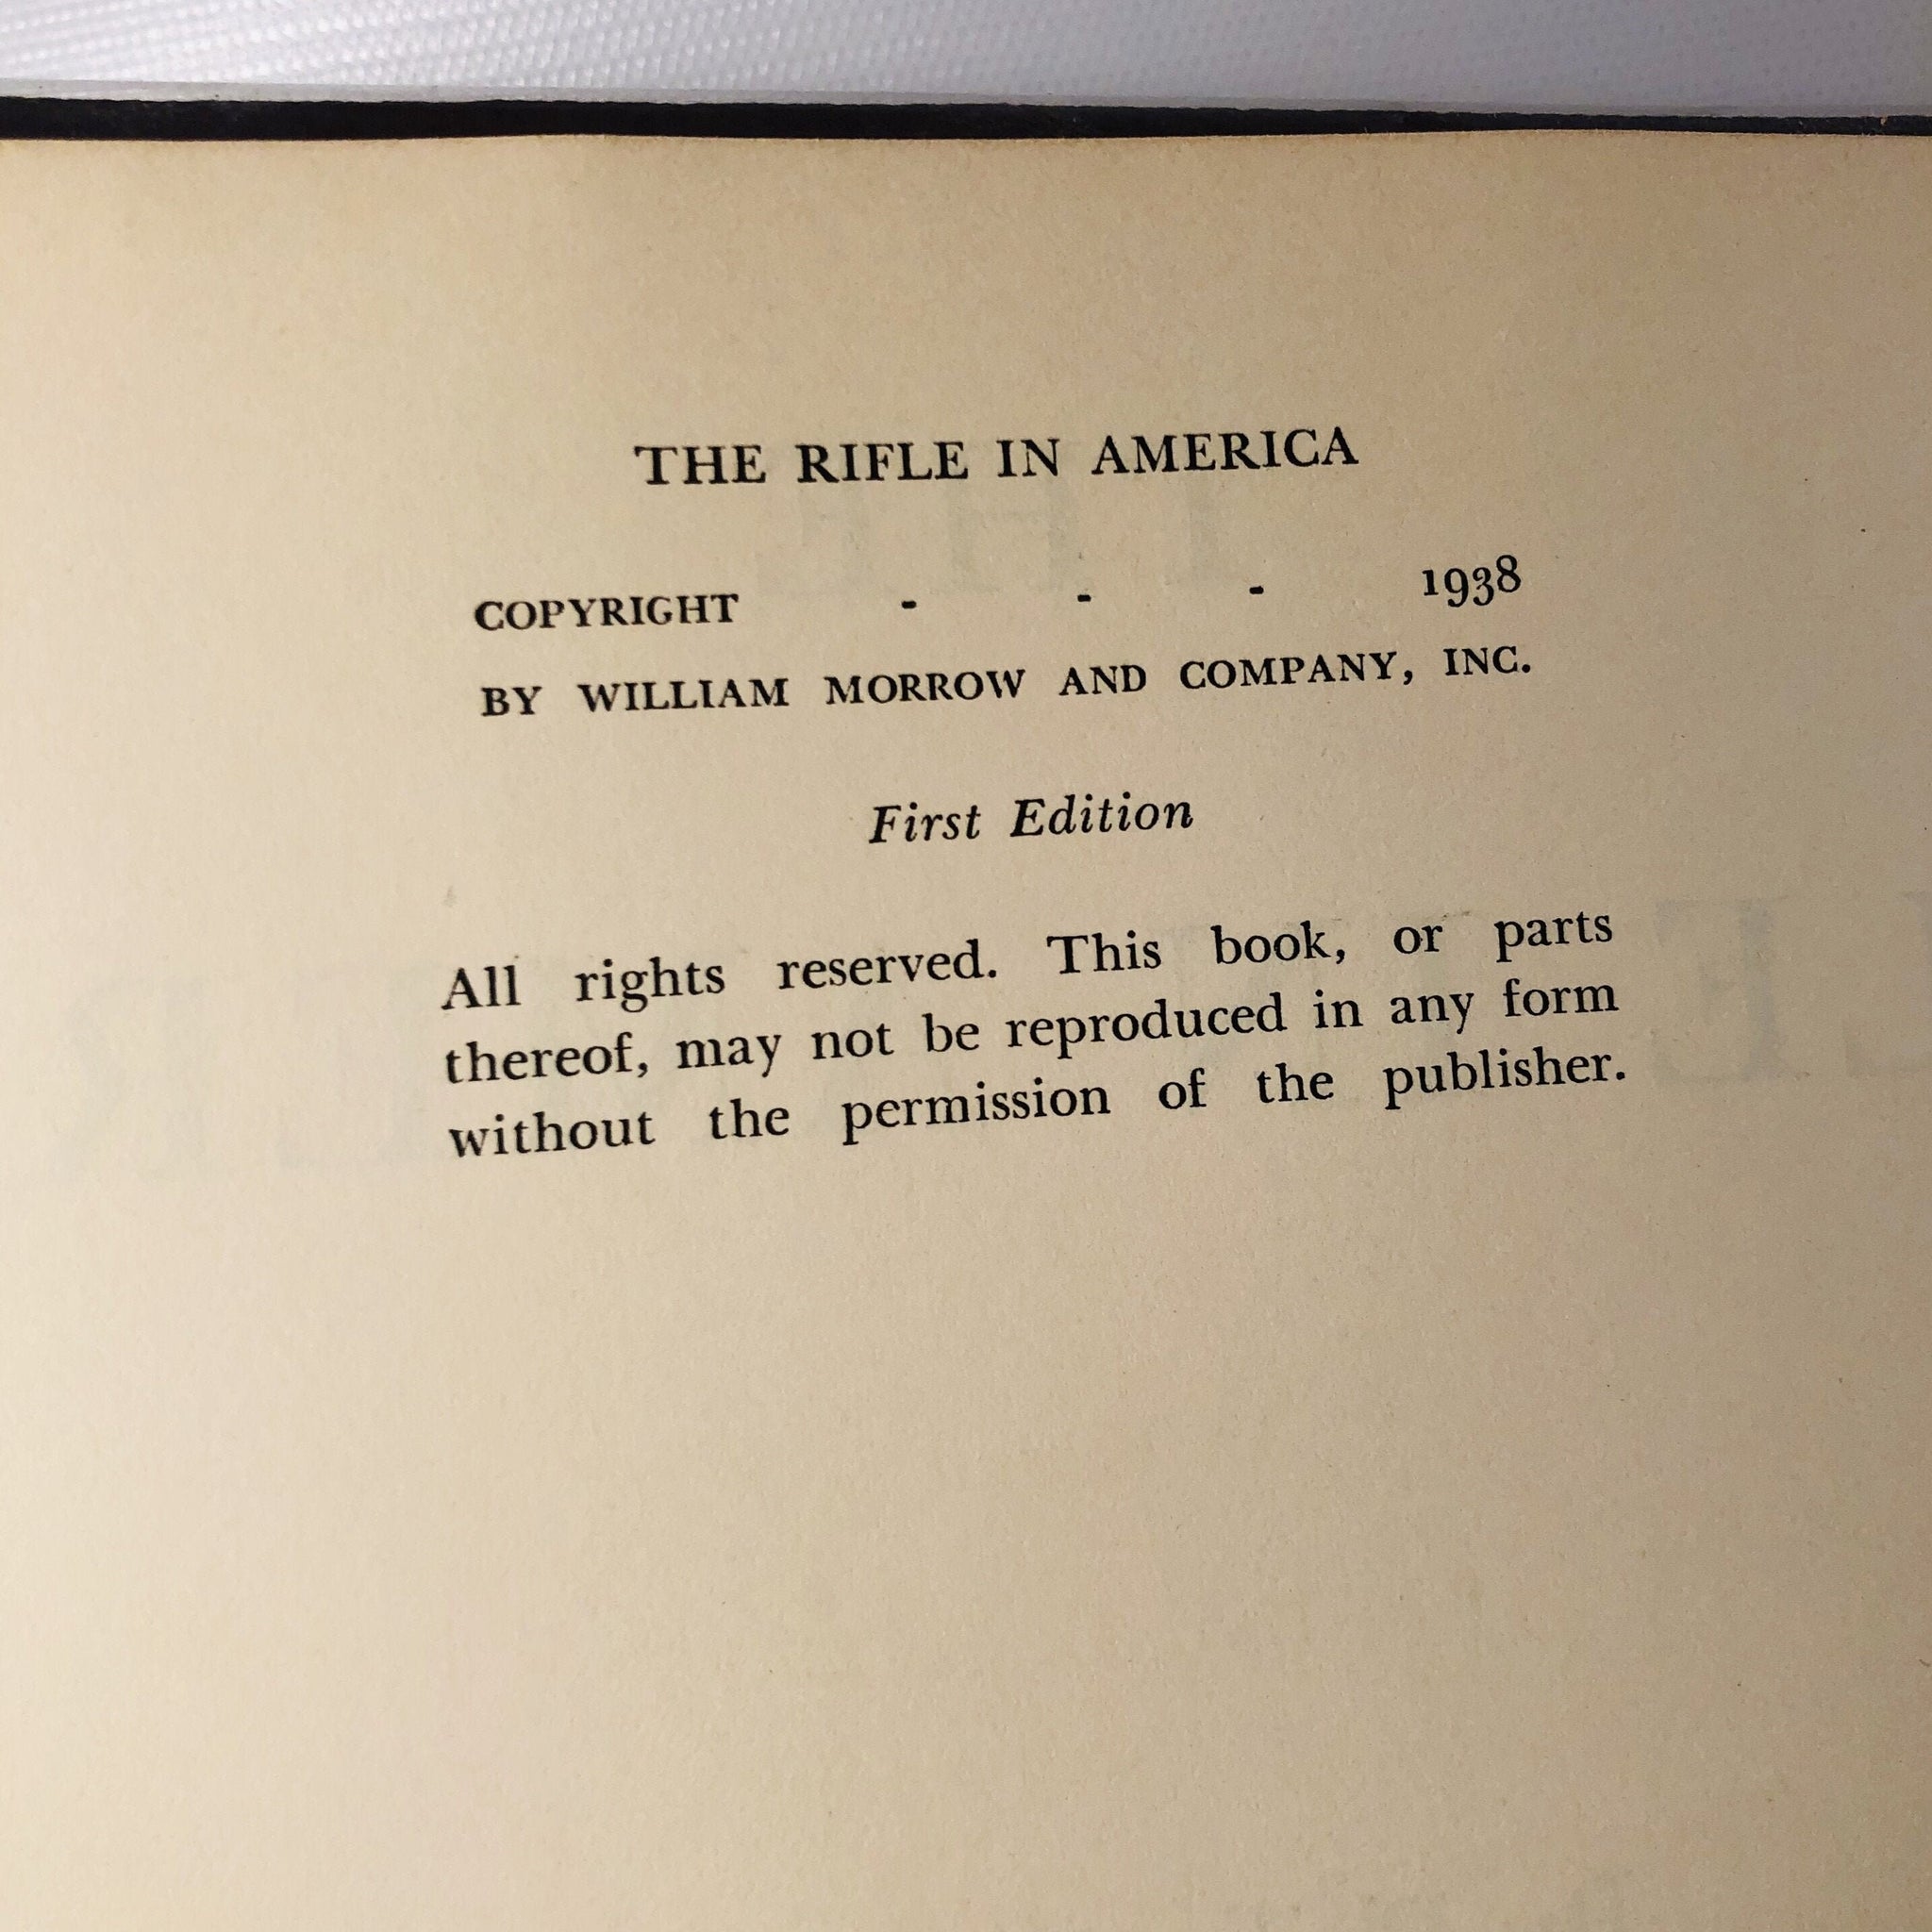 THE RIFLE IN AMERICA
COPYRIGHT - - - 1938
BY WILLIAM MORROW AND COMPANY, INC.
First Edition
All rights reserved. This book, or parts
thereof, may not be reproduced in any form
without the permission of the publisher.